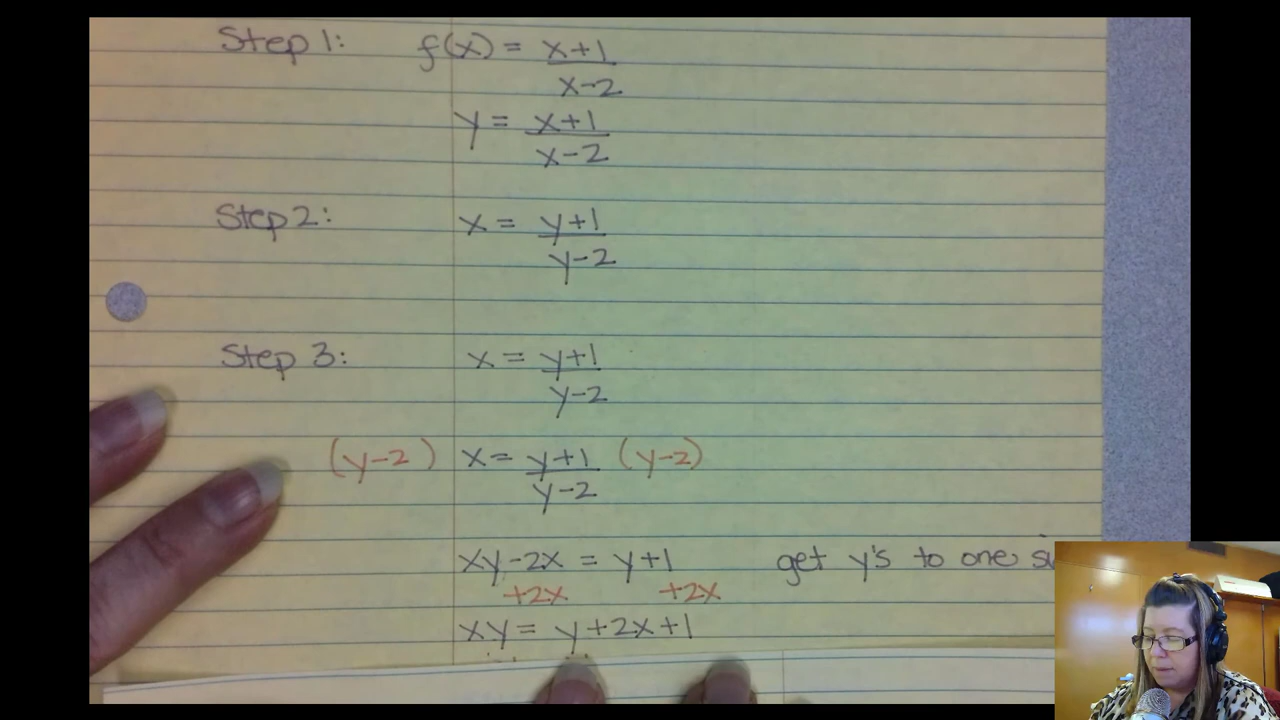 Step 1: f(x) = x+1
x-2
y = x+1
x-2
Step 2: x = y+1
y-2
Step 3: x = y+1
y-2
(y-2) x = y+1 (y-2)
y-2
xy-2x = y+1 get y's to one
+2x +2x
xy = y+2x+1